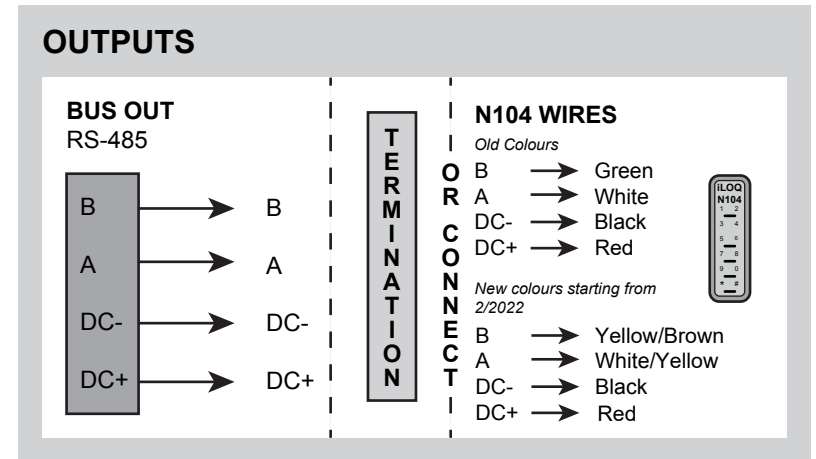 OUTPUTS
BUS OUT
RS-485
B → B
A → A
DC- → DC-
DC+ → DC+
TERMINATION
OR CONNECT
N104 WIRES
Old Colours
B → Green
A → White
DC- → Black
DC+ → Red
New colours starting from
2/2022
B → Yellow/Brown
A → White/Yellow
DC- → Black
DC+ → Red
iLOQ
N104
1 2
3 4
5 6
7 8
9 0
* #